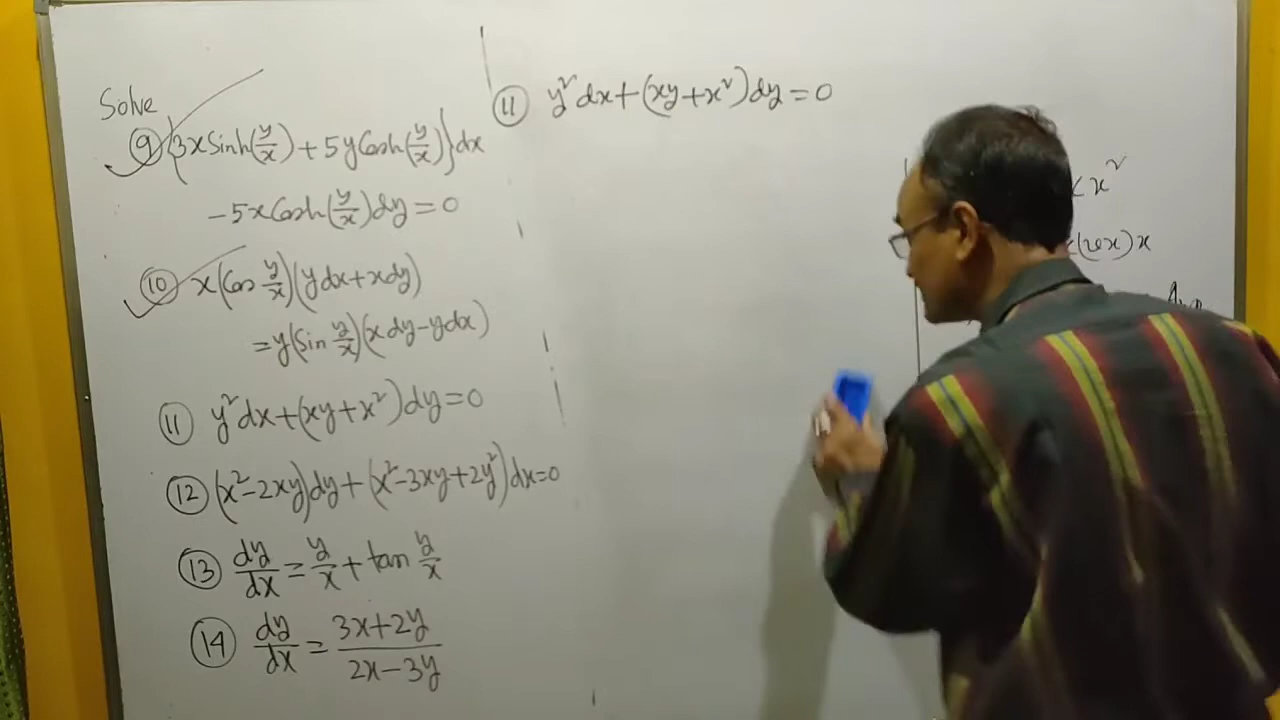 Solve
⑨ {3x Sinh(y/x) + 5y Cosh(y/x)}dx
-5x Cosh(y/x)dy = 0
⑩ x(Cos y/x)(y dx + x dy)
= y(Sin y/x)(x dy - y dx)
⑪ y² dx + (xy + x²)dy = 0
⑫ (x² - 2xy)dy + (x² - 3xy + 2y²)dx = 0
⑬ dy/dx = y/x + tan y/x
⑭ dy/dx = (3x + 2y)/(2x - 3y)
⑪ y² dx + (xy + x²)dy = 0
x²
x